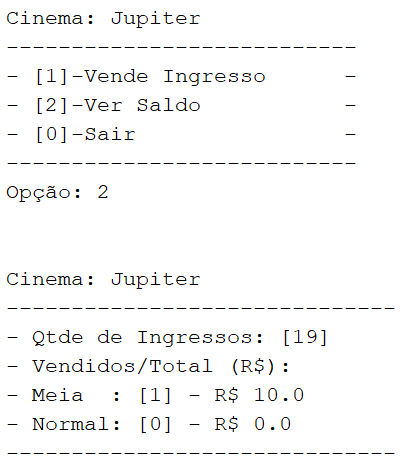 Cinema: Jupiter
---------------------------
- [1]-Vende Ingresso      -
- [2]-Ver Saldo           -
- [0]-Sair                -
---------------------------
Opção: 2
Cinema: Jupiter
------------------------------
- Qtde de Ingressos: [19]
- Vendidos/Total (R$):
- Meia  : [1] - R$ 10.0
- Normal: [0] - R$ 0.0
------------------------------